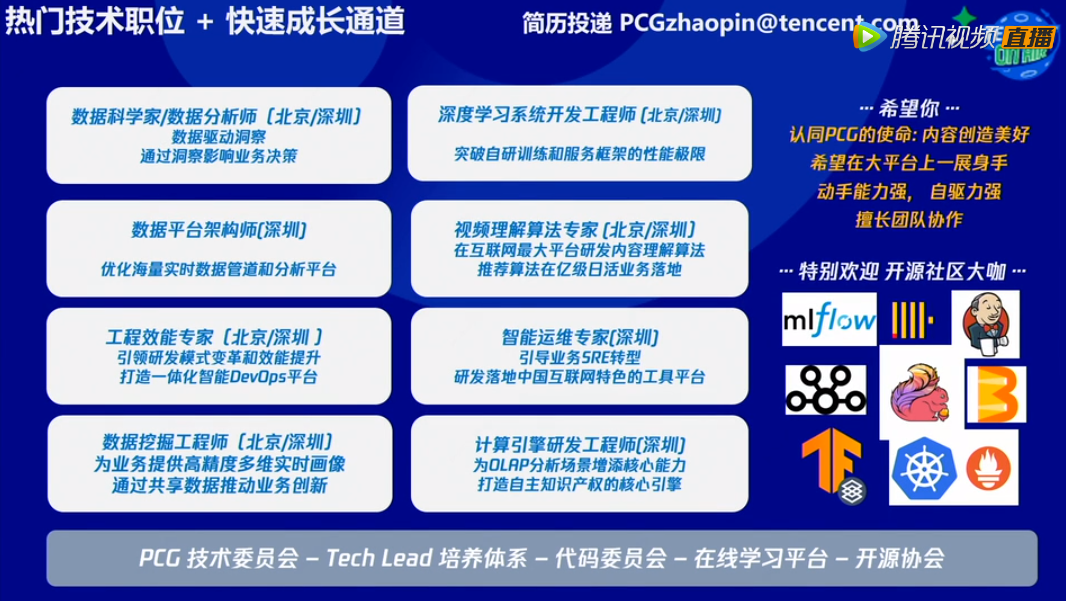 热门技术职位 + 快速成长通道
简历投递 PCGzhaopin@tencent.com
腾讯视频 直播
ON AIR
数据科学家/数据分析师（北京/深圳）
数据驱动洞察
通过洞察影响业务决策
深度学习系统开发工程师 (北京/深圳)
突破自研训练和服务框架的性能极限
数据平台架构师(深圳)
优化海量实时数据管道和分析平台
视频理解算法专家 (北京/深圳）
在互联网最大平台研发内容理解算法
推荐算法在亿级日活业务落地
工程效能专家（北京/深圳 ）
引领研发模式变革和效能提升
打造一体化智能DevOps平台
智能运维专家(深圳)
引导业务SRE转型
研发落地中国互联网特色的工具平台
数据挖掘工程师（北京/深圳）
为业务提供高精度多维实时画像
通过共享数据推动业务创新
计算引擎研发工程师(深圳)
为OLAP分析场景增添核心能力
打造自主知识产权的核心引擎
··· 希望你 ···
认同PCG的使命: 内容创造美好
希望在大平台上一展身手
动手能力强， 自驱力强
擅长团队协作
··· 特别欢迎 开源社区大咖 ···
mlflow
PCG 技术委员会 – Tech Lead 培养体系 – 代码委员会 – 在线学习平台 – 开源协会